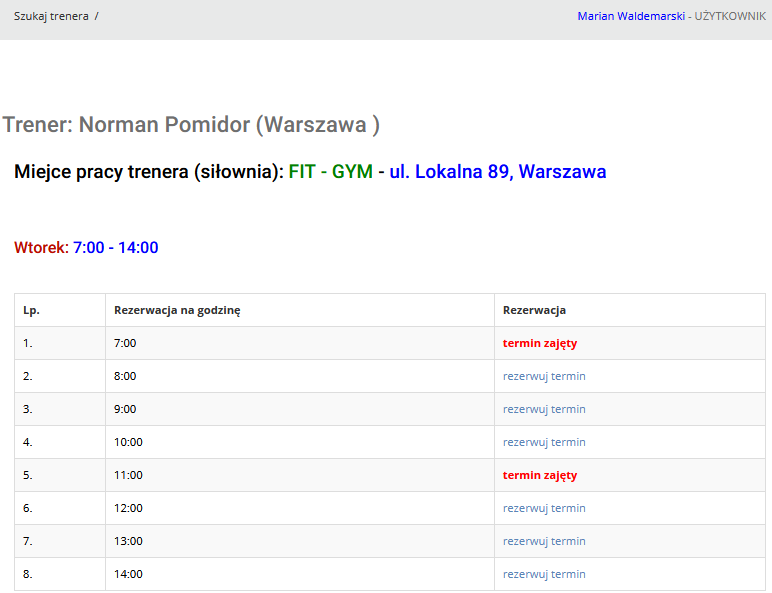 Szukaj trenera / Marian Waldemarski - UŻYTKOWNIK
Trener: Norman Pomidor (Warszawa )
Miejce pracy trenera (siłownia): FIT - GYM - ul. Lokalna 89, Warszawa
Wtorek: 7:00 - 14:00
Lp. Rezerwacja na godzinę Rezerwacja
1. 7:00 termin zajęty
2. 8:00 rezerwuj termin
3. 9:00 rezerwuj termin
4. 10:00 rezerwuj termin
5. 11:00 termin zajęty
6. 12:00 rezerwuj termin
7. 13:00 rezerwuj termin
8. 14:00 rezerwuj termin